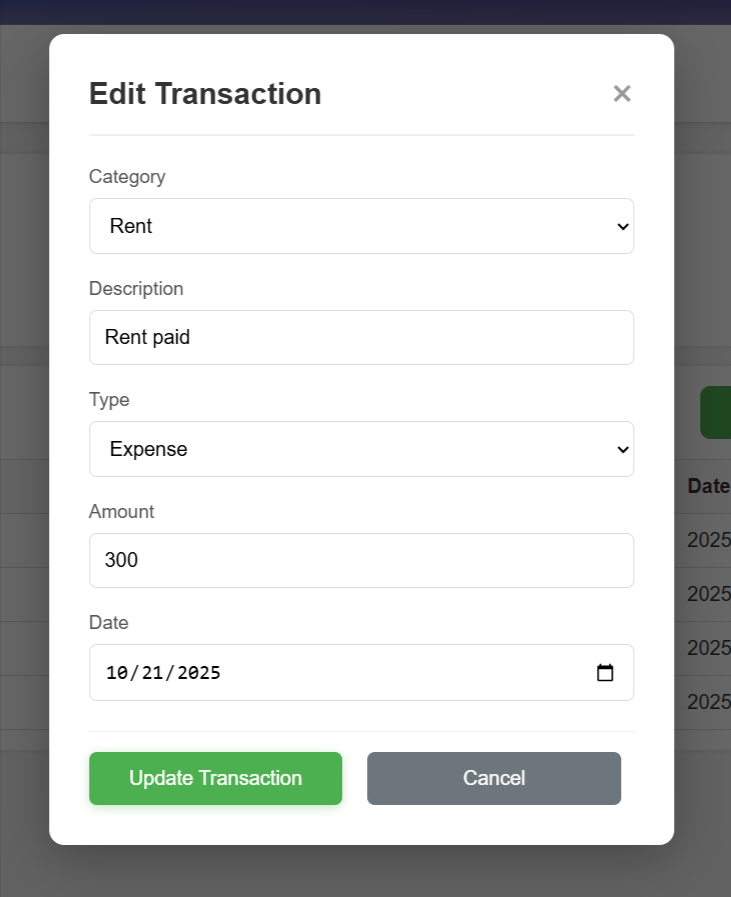 Edit Transaction
Category
Rent
Description
Rent paid
Type
Expense
Amount
300
Date
10/21/2025
Update Transaction Cancel
Date
2025
2025
2025
2025